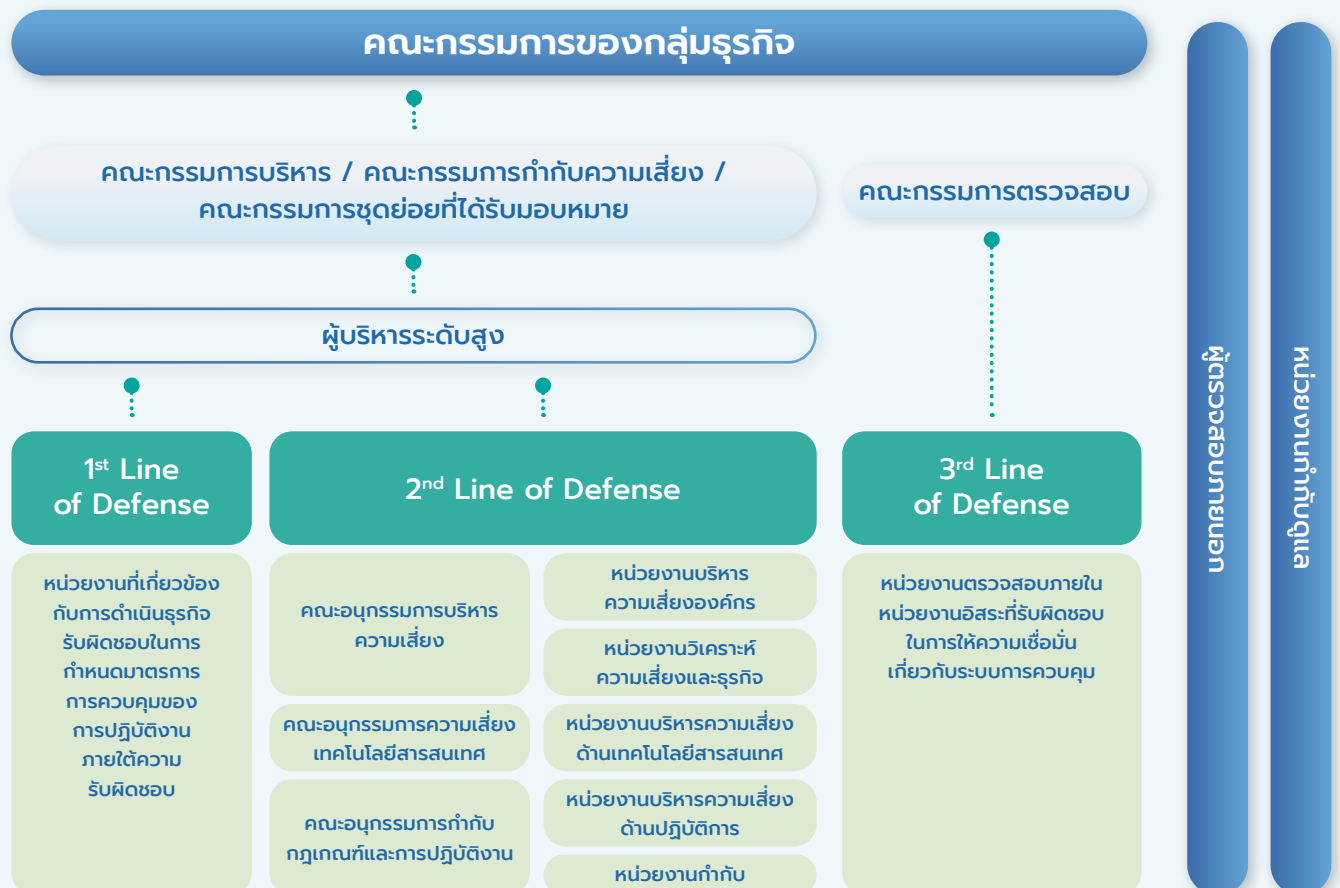 คณะกรรมการของกลุ่มธุรกิจ
คณะกรรมการบริหาร / คณะกรรมการกำกับความเสี่ยง /
คณะกรรมการชุดย่อยที่ได้รับมอบหมาย
คณะกรรมการตรวจสอบ
ผู้บริหารระดับสูง
1st Line
of Defense
2nd Line of Defense
3rd Line
of Defense
หน่วยงานที่เกี่ยวข้อง
กับการดำเนินธุรกิจ
รับผิดชอบในการ
กำหนดมาตรการ
การควบคุมของ
การปฏิบัติงาน
ภายใต้ความ
รับผิดชอบ
คณะอนุกรรมการบริหาร
ความเสี่ยง
คณะอนุกรรมการความเสี่ยง
เทคโนโลยีสารสนเทศ
คณะอนุกรรมการกำกับ
กฎเกณฑ์และการปฏิบัติงาน
หน่วยงานบริหาร
ความเสี่ยงองค์กร
หน่วยงานวิเคราะห์
ความเสี่ยงและธุรกิจ
หน่วยงานบริหารความเสี่ยง
ด้านเทคโนโลยีสารสนเทศ
หน่วยงานบริหารความเสี่ยง
ด้านปฏิบัติการ
หน่วยงานกำกับ
หน่วยงานตรวจสอบภายใน
หน่วยงานอิสระที่รับผิดชอบ
ในการให้ความเชื่อมั่น
เกี่ยวกับระบบการควบคุม
ผู้ตรวจสอบภายนอก
หน่วยงานกำกับดูแล